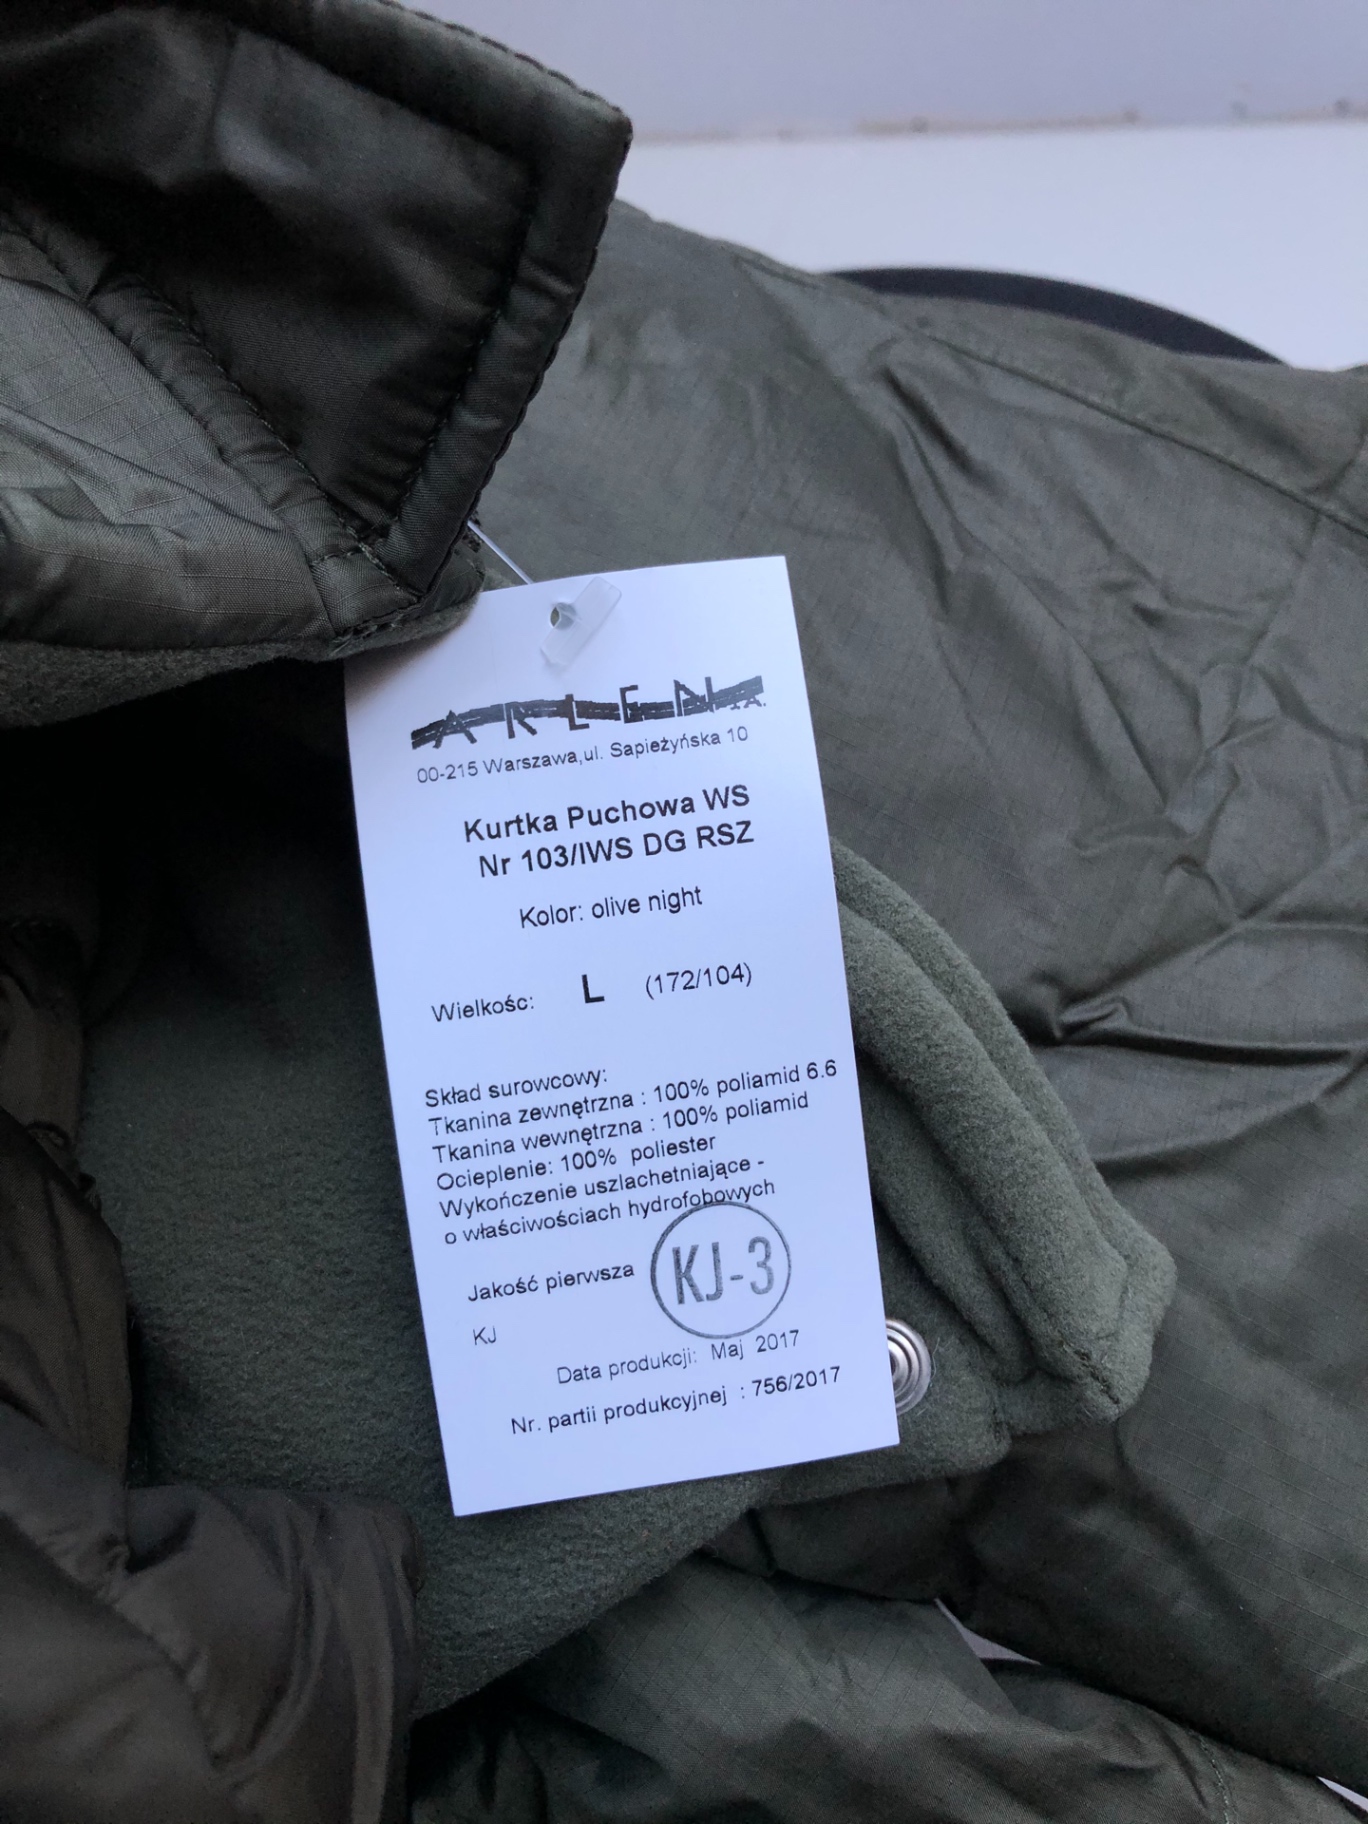 ARLEN S.A.
00-215 Warszawa,ul. Sapieżyńska 10
Kurtka Puchowa WS
Nr 103/IWS DG RSZ
Kolor: olive night
Wielkośc: L (172/104)
Skład surowcowy:
Tkanina zewnętrzna : 100% poliamid 6.6
Tkanina wewnętrzna : 100% poliamid
Ocieplenie: 100% poliester
Wykończenie uszlachetniające -
o właściwościach hydrofobowych
Jakość pierwsza
KJ-3
KJ
Data produkcji: Maj 2017
Nr. partii produkcyjnej : 756/2017